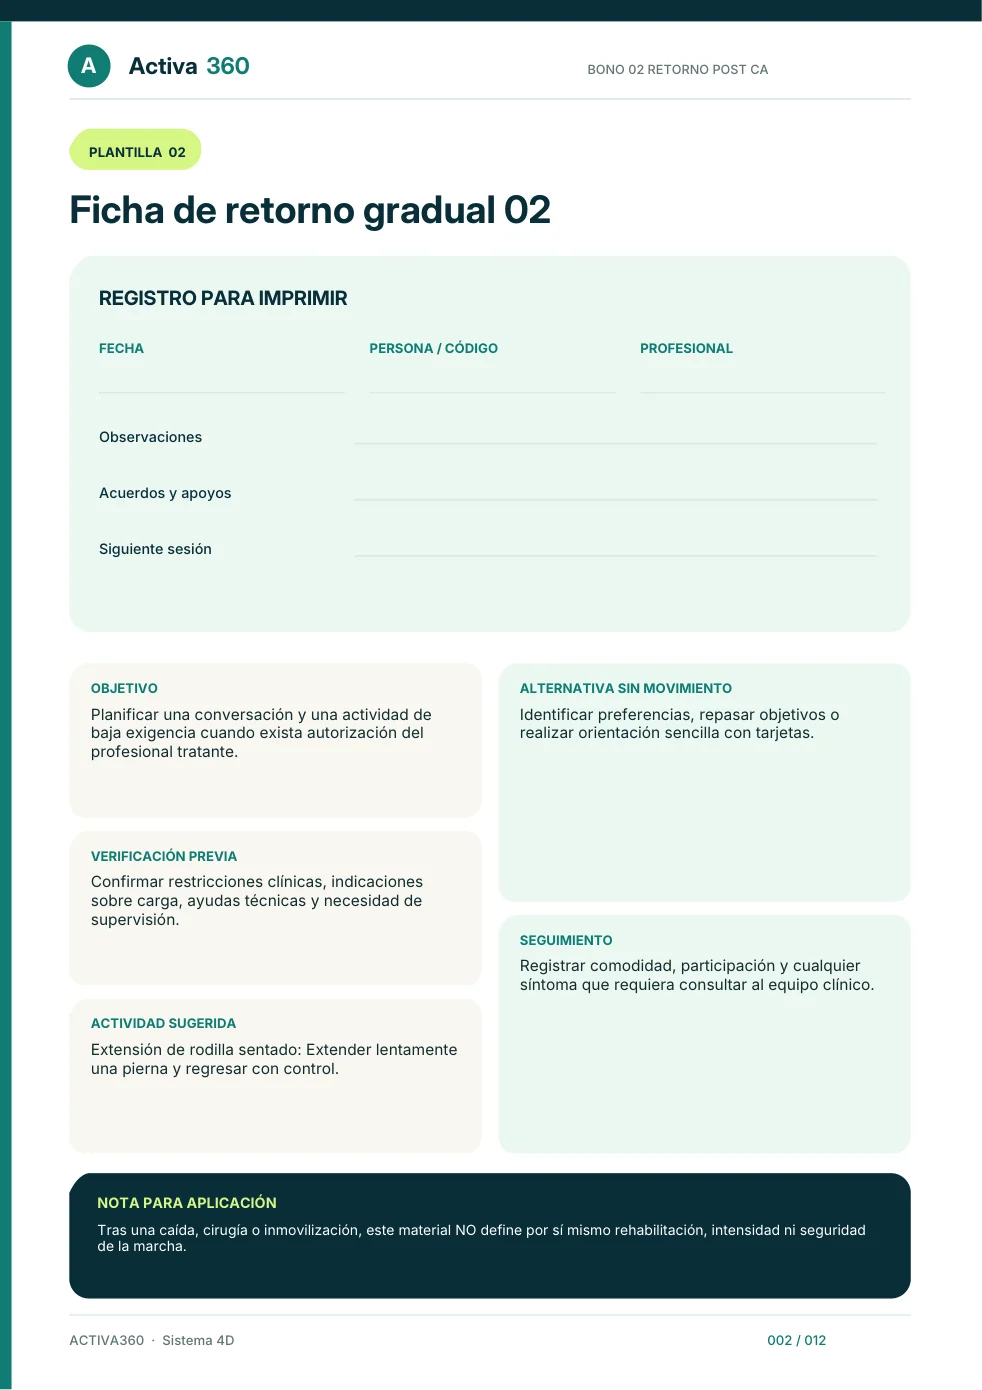 A Activa 360
BONO 02 RETORNO POST CA
PLANTILLA 02
Ficha de retorno gradual 02
REGISTRO PARA IMPRIMIR
FECHA
PERSONA / CÓDIGO
PROFESIONAL
Observaciones
Acuerdos y apoyos
Siguiente sesión
OBJETIVO
Planificar una conversación y una actividad de
baja exigencia cuando exista autorización del
profesional tratante.
VERIFICACIÓN PREVIA
Confirmar restricciones clínicas, indicaciones
sobre carga, ayudas técnicas y necesidad de
supervisión.
ACTIVIDAD SUGERIDA
Extensión de rodilla sentado: Extender lentamente
una pierna y regresar con control.
ALTERNATIVA SIN MOVIMIENTO
Identificar preferencias, repasar objetivos o
realizar orientación sencilla con tarjetas.
SEGUIMIENTO
Registrar comodidad, participación y cualquier
síntoma que requiera consultar al equipo clínico.
NOTA PARA APLICACIÓN
Tras una caída, cirugía o inmovilización, este material NO define por sí mismo rehabilitación, intensidad ni seguridad
de la marcha.
ACTIVA360 · Sistema 4D
002 / 012